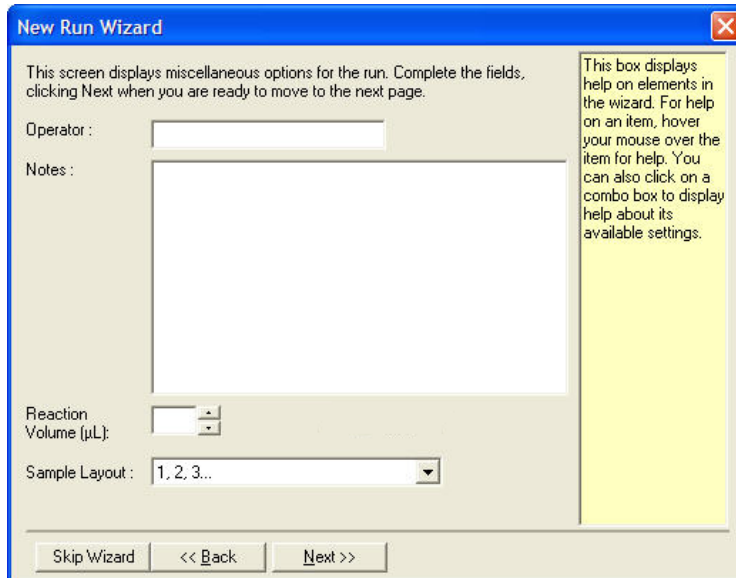 New Run Wizard
This screen displays miscellaneous options for the run. Complete the fields,
clicking Next when you are ready to move to the next page.
Operator :
Notes :
Reaction
Volume (µL):
Sample Layout :
1, 2, 3...
Skip Wizard
<< Back
Next >>
This box displays
help on elements in
the wizard. For help
on an item, hover
your mouse over the
item for help. You
can also click on a
combo box to display
help about its
available settings.